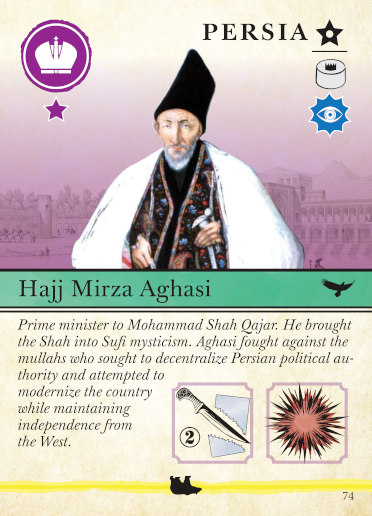 PERSIA
Hajj Mirza Aghasi
Prime minister to Mohammad Shah Qajar. He brought
the Shah into Sufi mysticism. Aghasi fought against the
mullahs who sought to decentralize Persian political au-
thority and attempted to
modernize the country
while maintaining
independence from
the West.
2
74